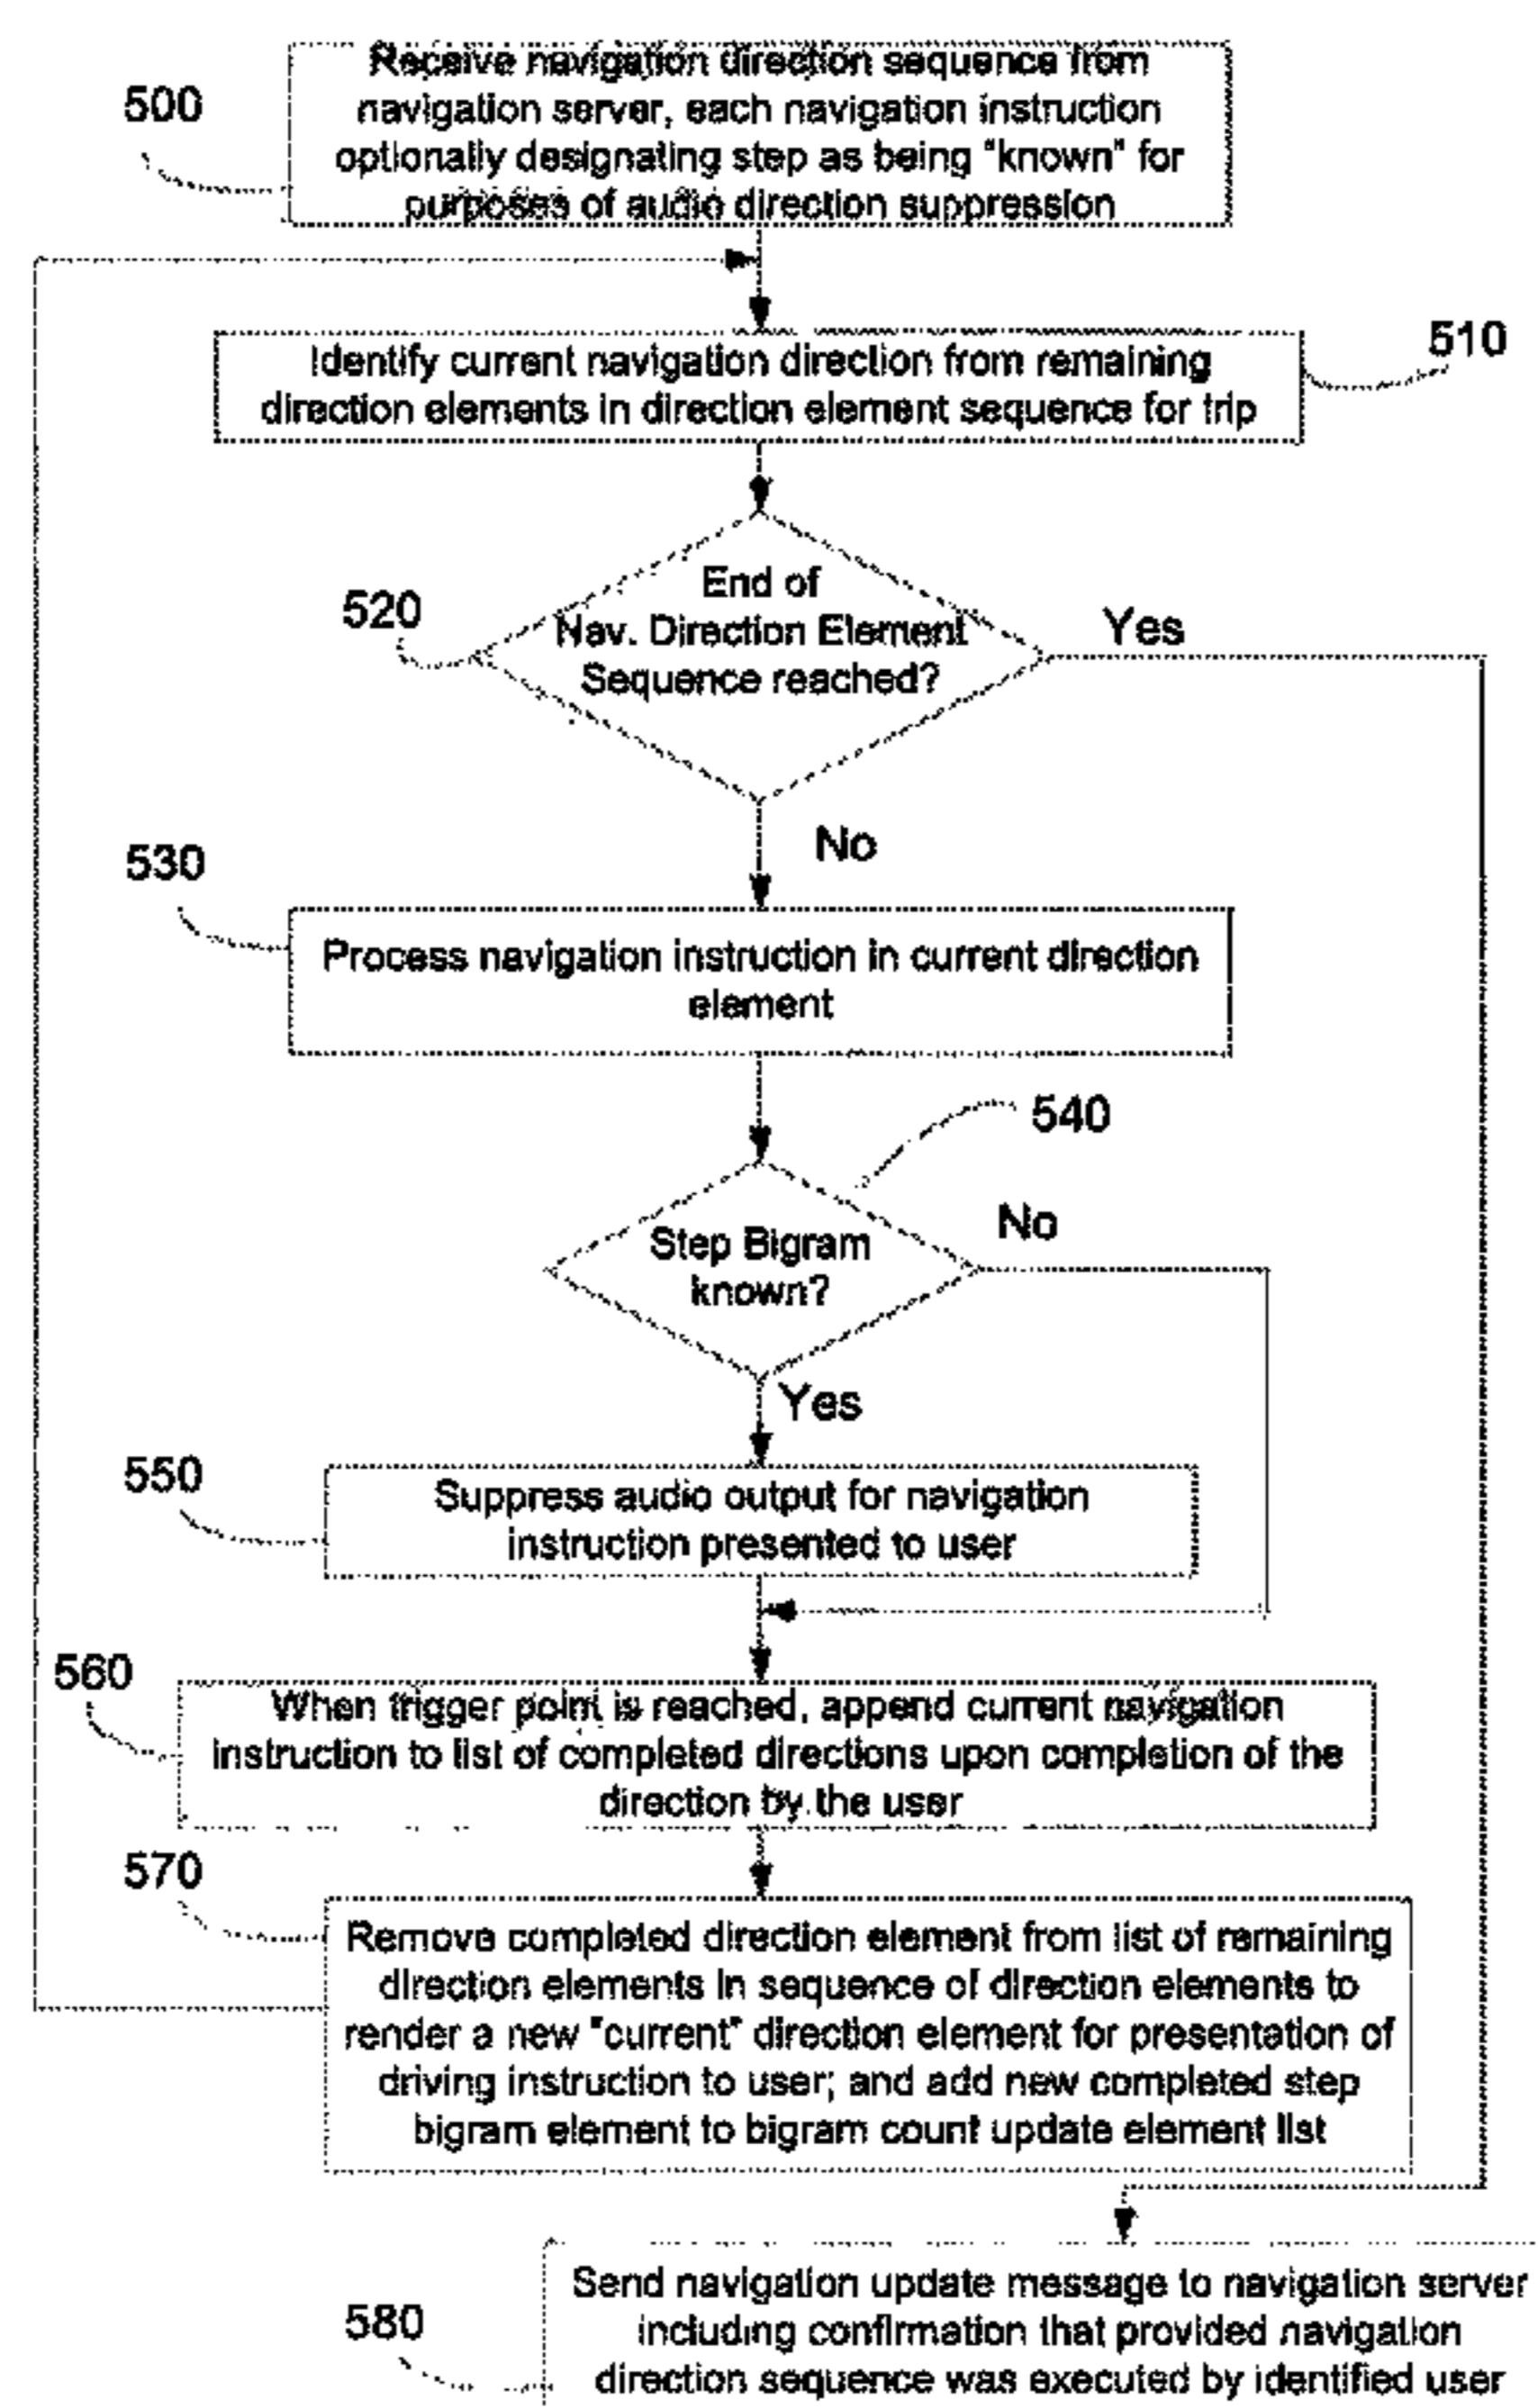 500
Receive navigation direction sequence from
navigation server, each navigation instruction
optionally designating step as being "known" for
purposes of audio direction suppression
510
Identify current navigation direction from remaining
direction elements in direction element sequence for trip
520
End of
Nav. Direction Element
Sequence reached?
Yes
No
530
Process navigation instruction in current direction
element
540
Step Bigram
known?
No
Yes
550
Suppress audio output for navigation
instruction presented to user
560
When trigger point is reached, append current navigation
instruction to list of completed directions upon completion of the
direction by the user
570
Remove completed direction element from list of remaining
direction elements in sequence of direction elements to
render a new "current" direction element for presentation of
driving instruction to user; and add new completed step
bigram element to bigram count update element list
580
Send navigation update message to navigation server
including confirmation that provided navigation
direction sequence was executed by identified user